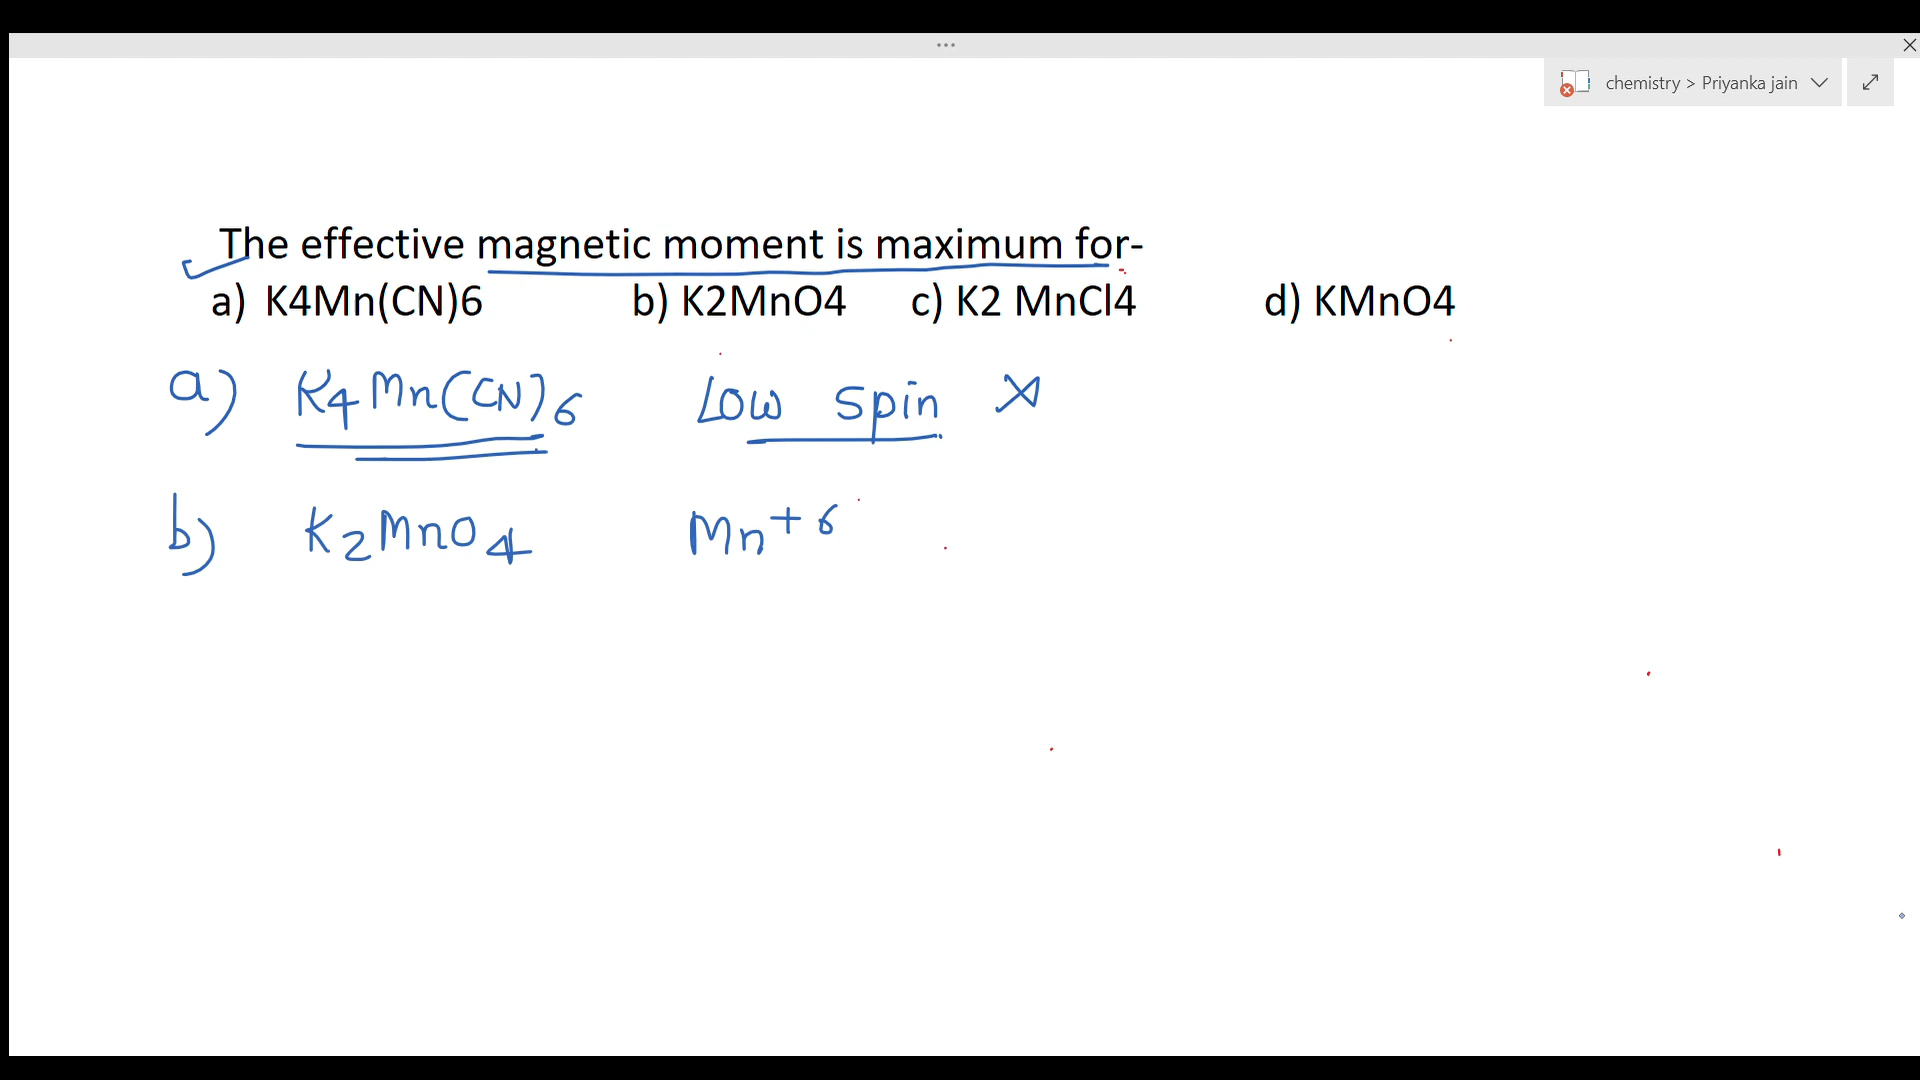 chemistry > Priyanka jain
The effective magnetic moment is maximum for-
a) K4Mn(CN)6 b) K2MnO4 c) K2 MnCl4 d) KMnO4
a) K4Mn(CN)6 Low spin
b) K2MnO4 Mn+6